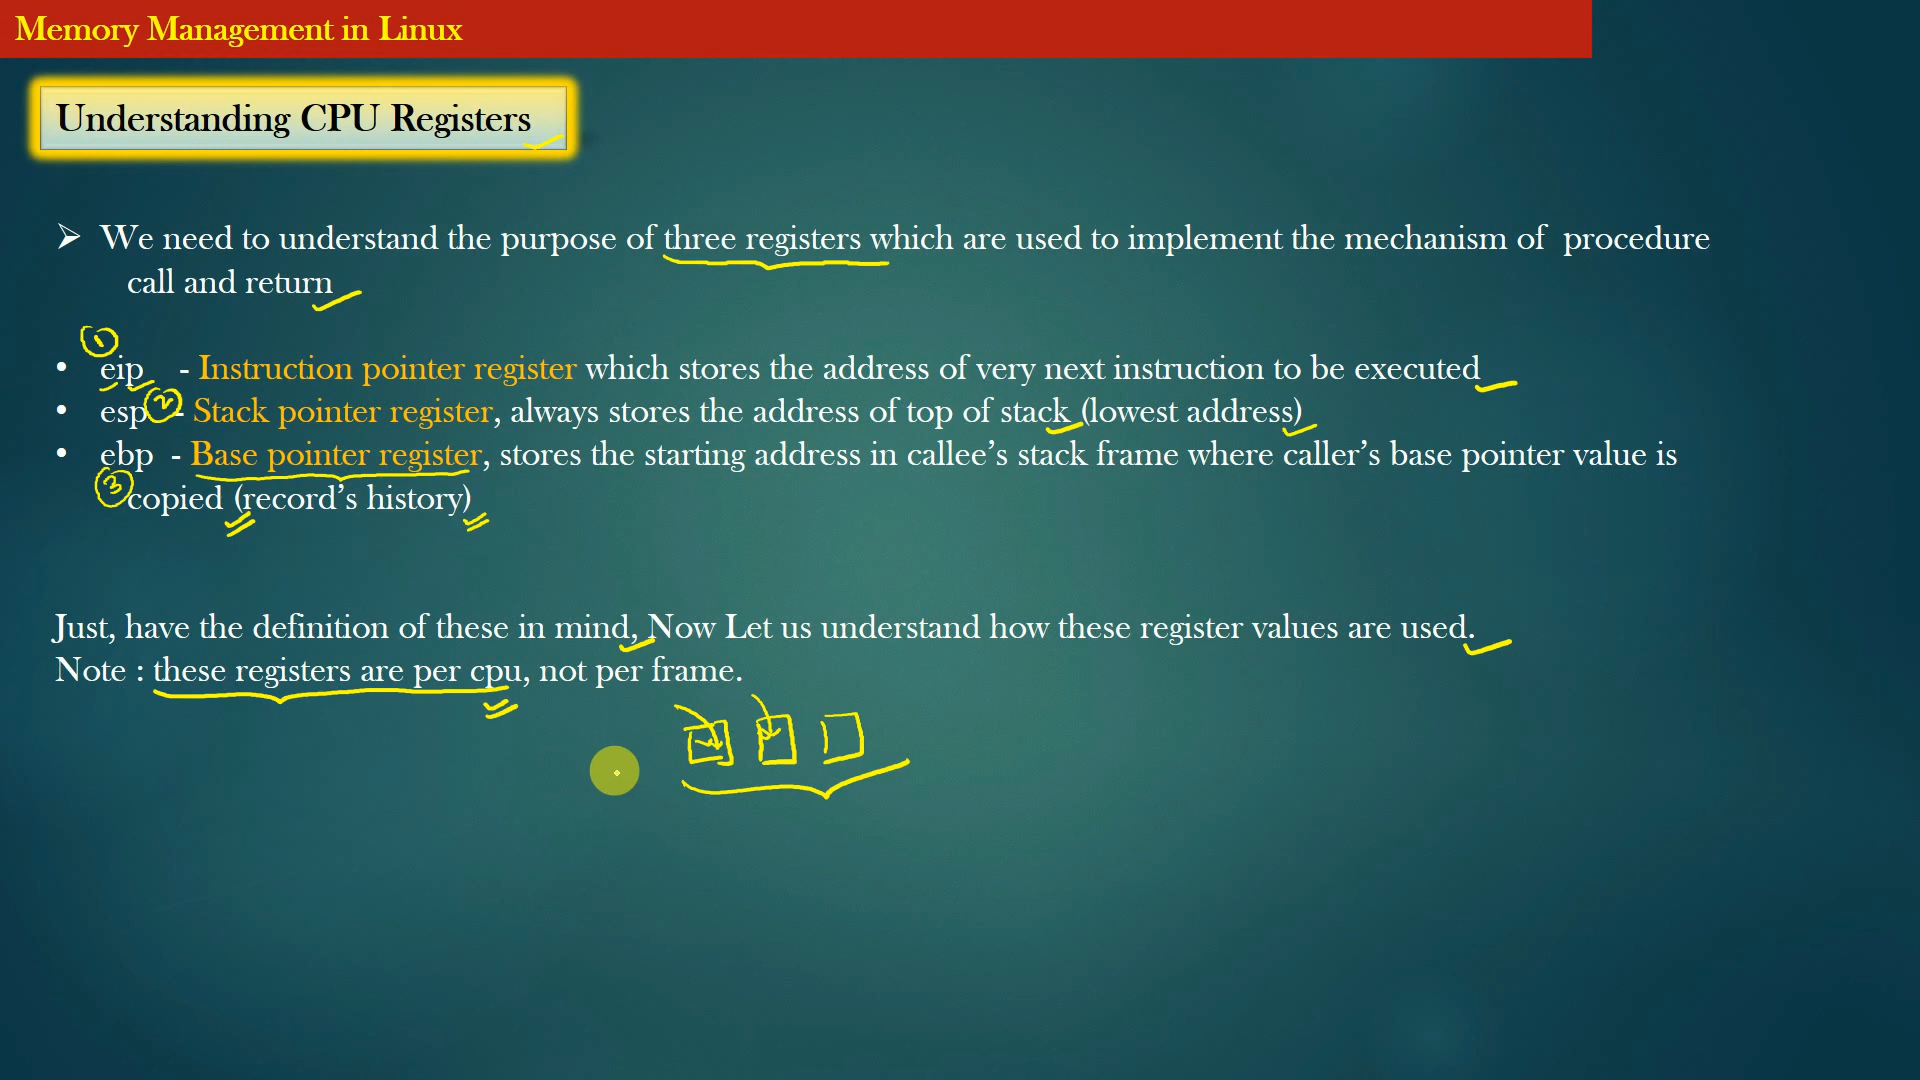 Memory Management in Linux
Understanding CPU Registers
➢ We need to understand the purpose of three registers which are used to implement the mechanism of procedure
call and return
1
• eip - Instruction pointer register which stores the address of very next instruction to be executed
• esp 2 - Stack pointer register, always stores the address of top of stack (lowest address)
• ebp - Base pointer register, stores the starting address in callee’s stack frame where caller’s base pointer value is
3 copied (record’s history)
Just, have the definition of these in mind, Now Let us understand how these register values are used.
Note : these registers are per cpu, not per frame.